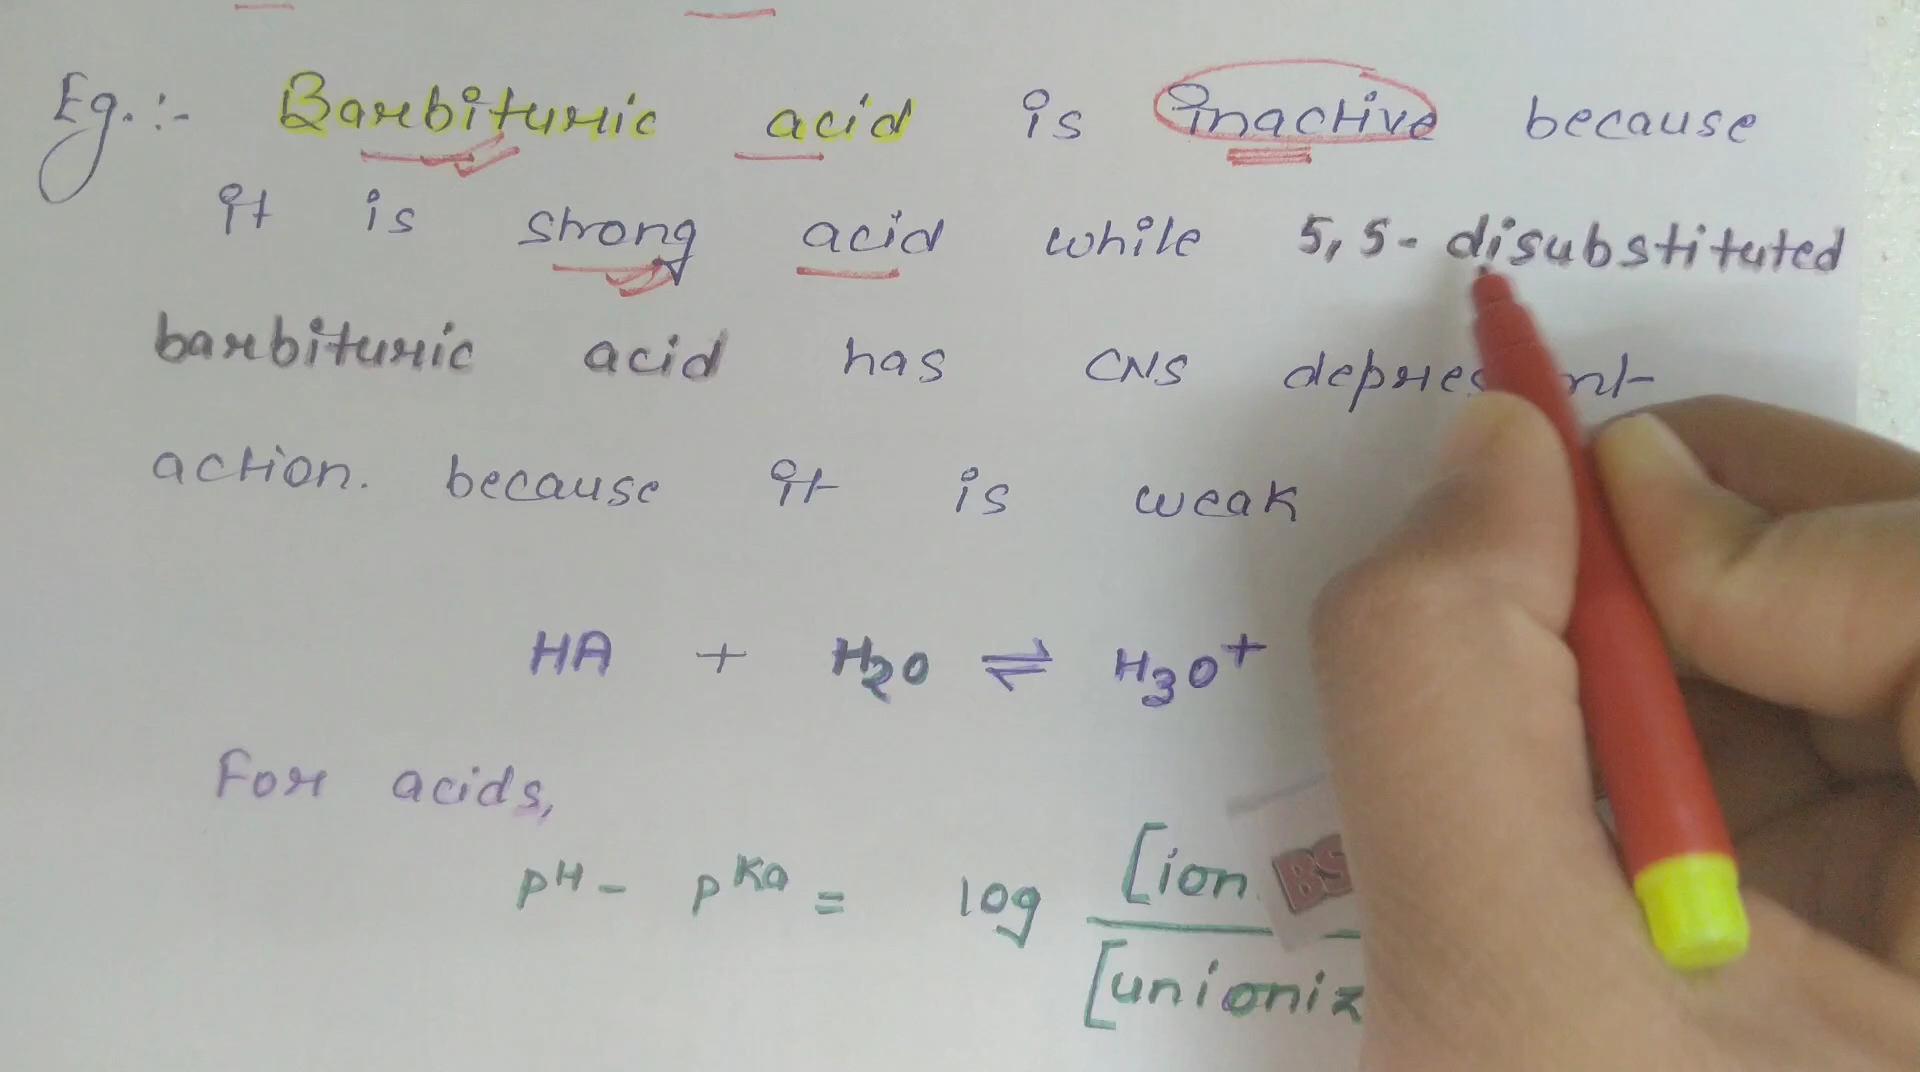 Eg.:- Barbituric acid is inactive because
it is strong acid while 5,5- disubstituted
barbituric acid has CNS
action. because it is weak
HA + H2O ⇌ H3O+
For acids,
pH - pKa = log [ion
[unioniz
BS